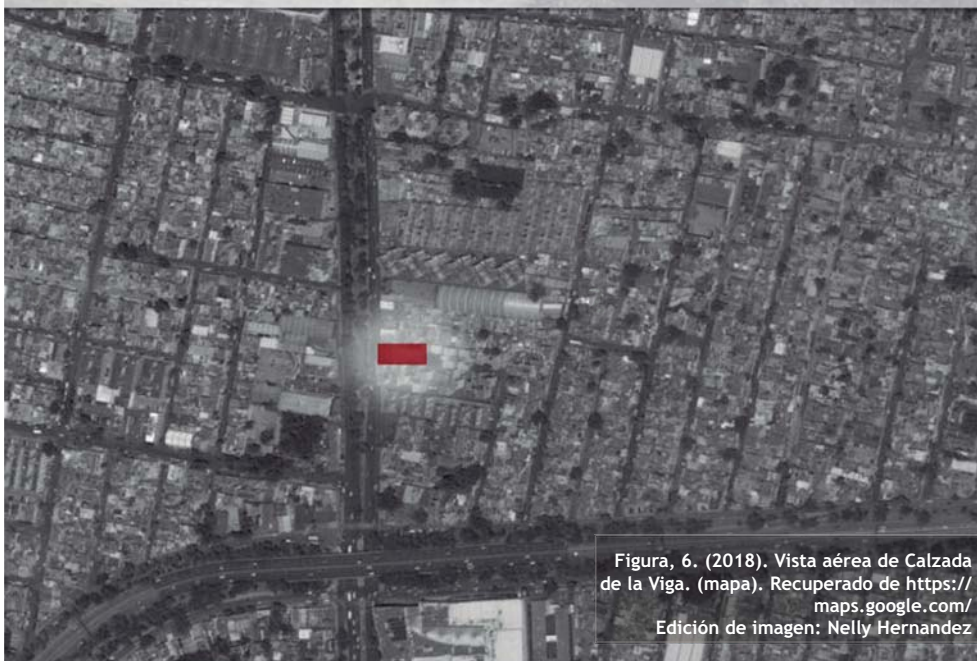 Figura, 6. (2018). Vista aérea de Calzada
de la Viga. (mapa). Recuperado de https://
maps.google.com/
Edición de imagen: Nelly Hernandez